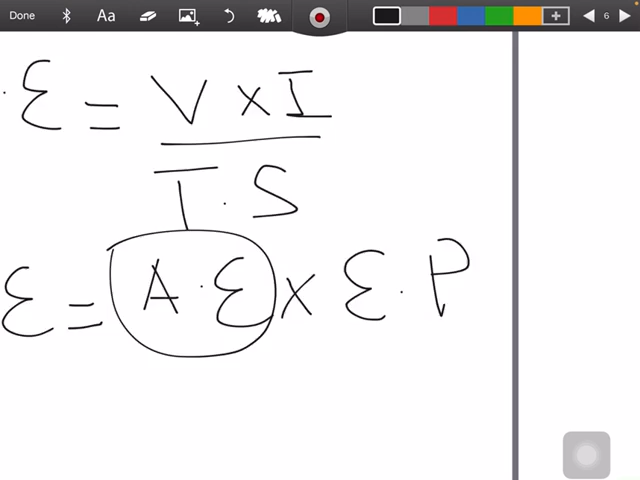 Done Aa 6
. Ɛ = V x I
T . S
Ɛ = A . Ɛ x Ɛ . P